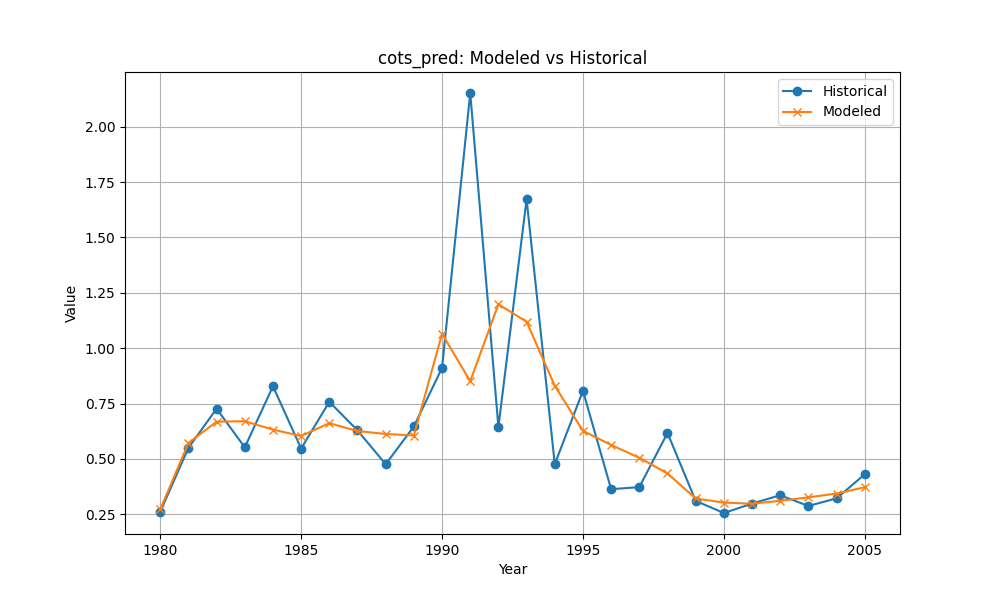 cots_pred: Modeled vs Historical
Historical
Modeled
Value
2.00
1.75
1.50
1.25
1.00
0.75
0.50
0.25
1980 1985 1990 1995 2000 2005
Year